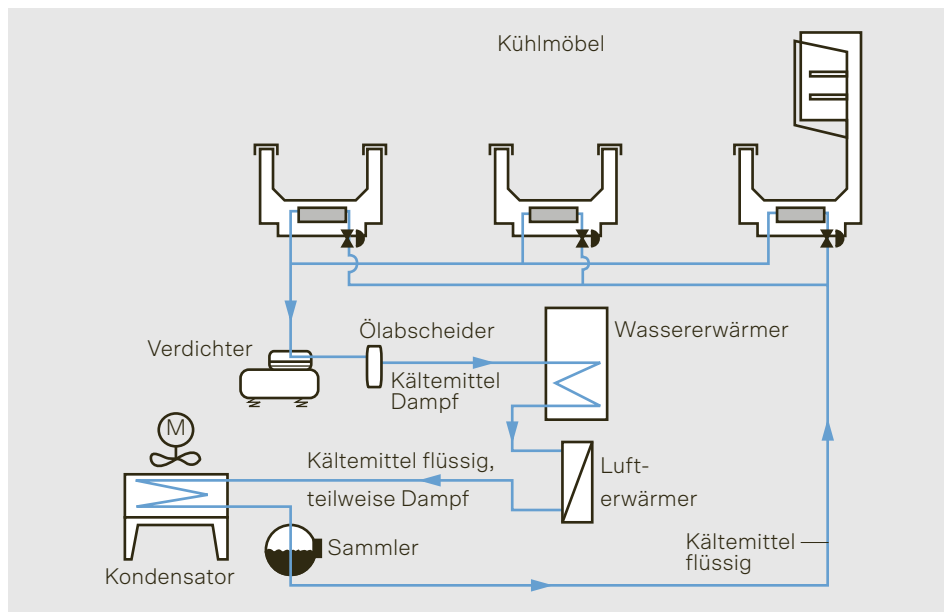 Kühlmöbel
Ölabscheider
Wassererwärmer
Verdichter
Kältemittel
Dampf
M
Kältemittel flüssig,
teilweise Dampf
Luft-
erwärmer
Kondensator
Sammler
Kältemittel
flüssig